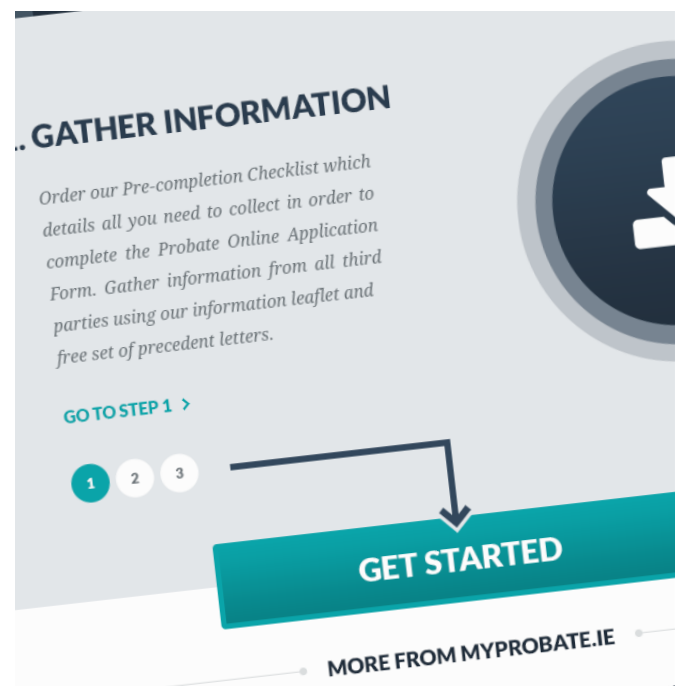 . GATHER INFORMATION
Order our Pre-completion Checklist which
details all you need to collect in order to
complete the Probate Online Application
Form. Gather information from all third
parties using our information leaflet and
free set of precedent letters.
GO TO STEP 1 >
1 2 3
GET STARTED
MORE FROM MYPROBATE.IE